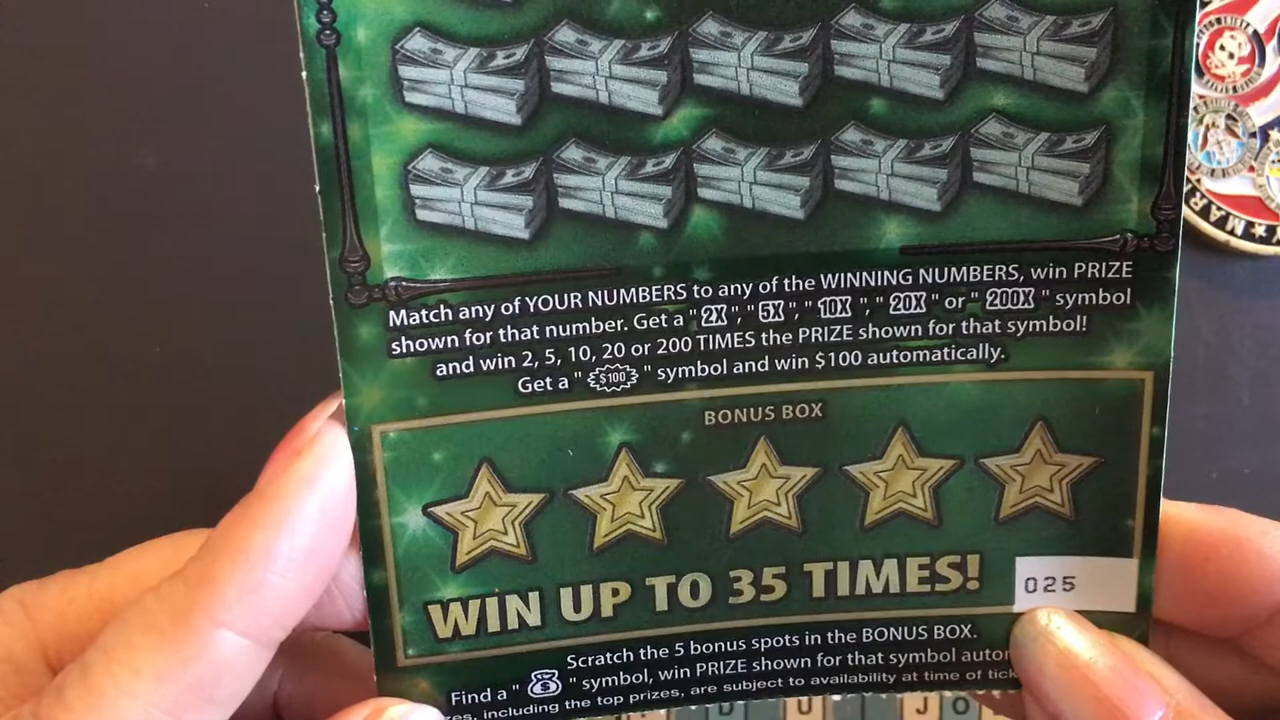 Match any of YOUR NUMBERS to any of the WINNING NUMBERS, win PRIZE
shown for that number. Get a "2X", "5X", "10X", "20X" or "200X" symbol
and win 2, 5, 10, 20 or 200 TIMES the PRIZE shown for that symbol!
Get a "$100" symbol and win $100 automatically.
BONUS BOX
WIN UP TO 35 TIMES!
025
Scratch the 5 bonus spots in the BONUS BOX.
Find a "$" symbol, win PRIZE shown for that symbol autom
zes, including the top prizes, are subject to availability at time of tick
MAR
D U J O